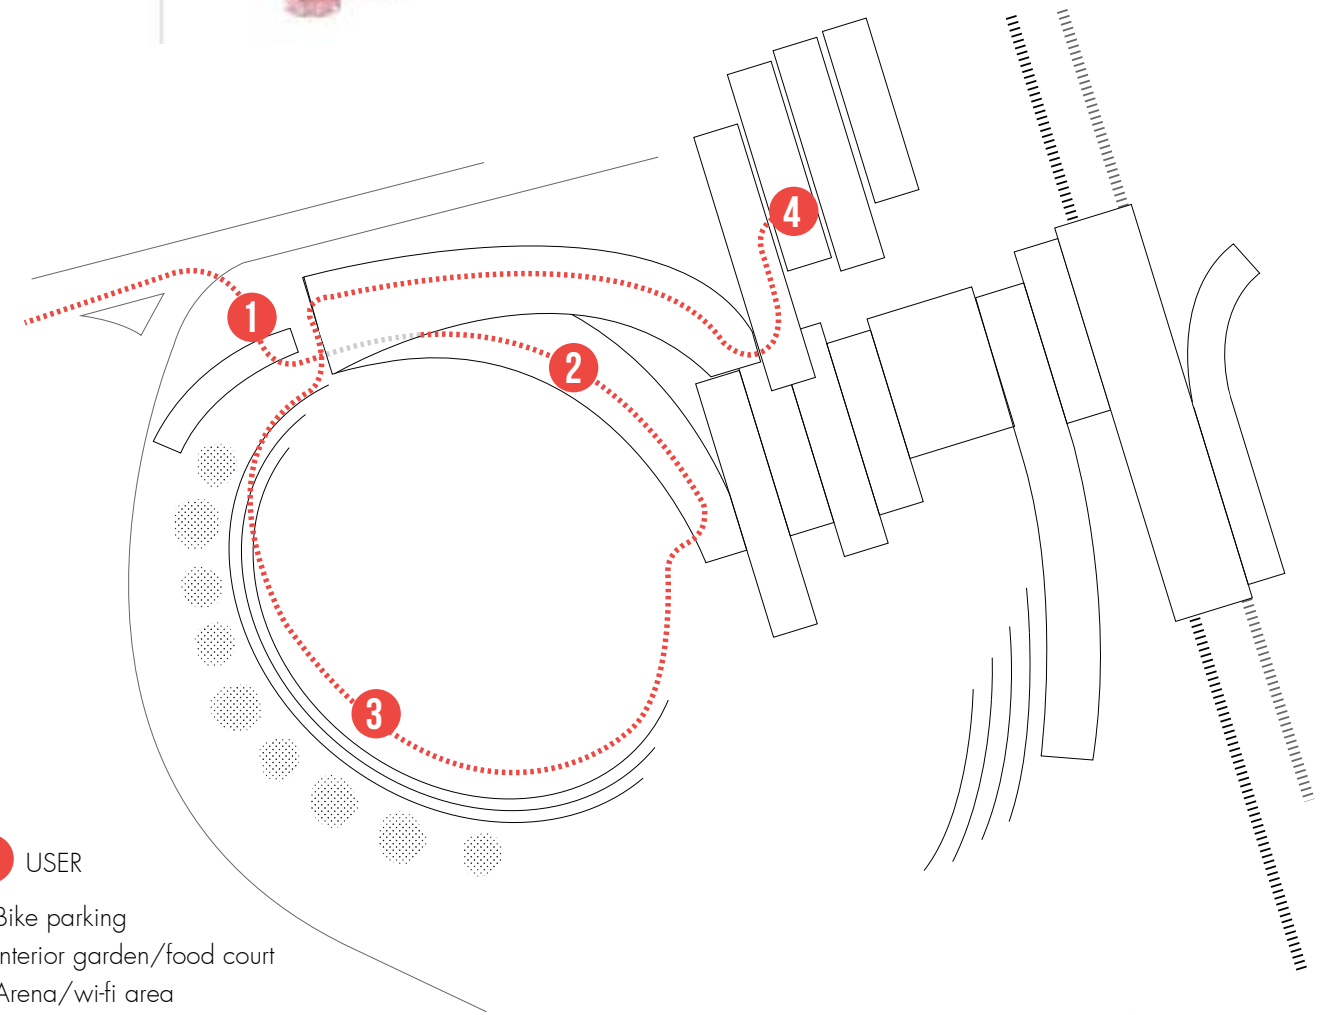 4
1
2
3
USER
Bike parking
nterior garden/food court
Arena/wi-fi area